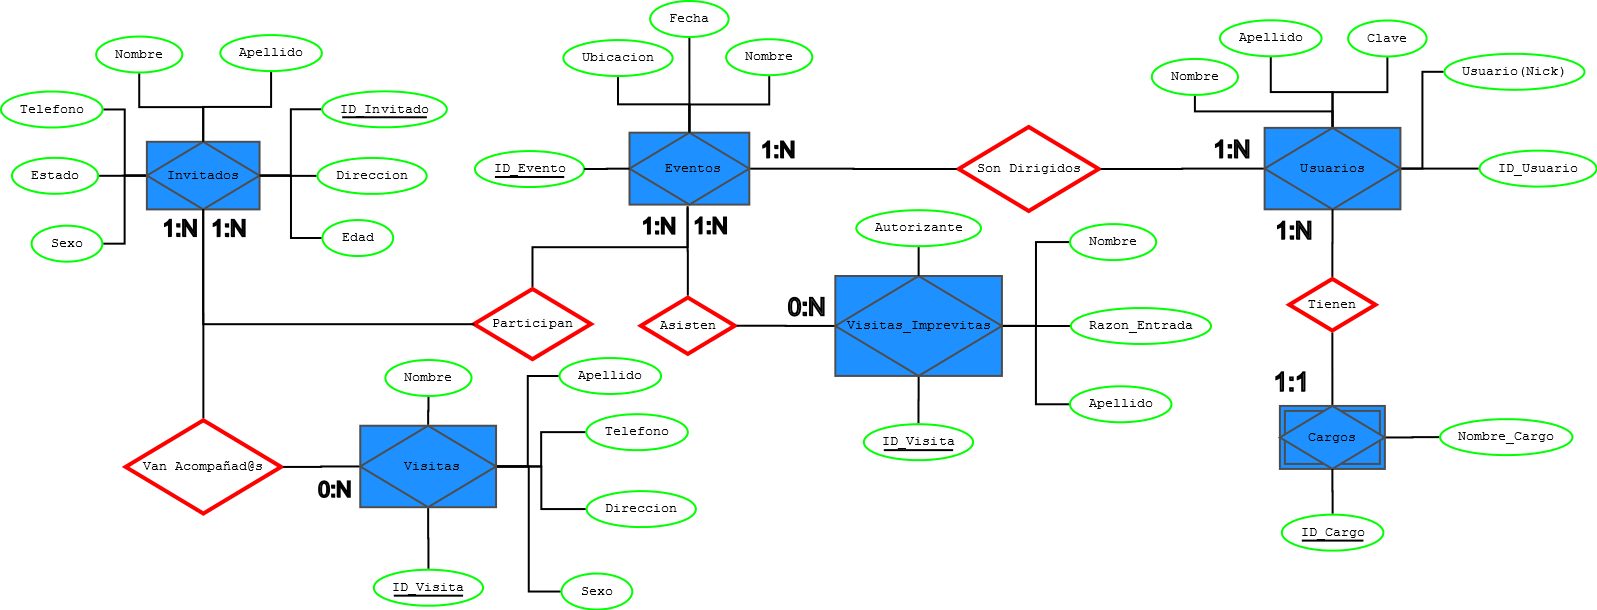 Fecha
Nombre
Apellido
Ubicacion
Nombre
Apellido
Clave
Nombre
Usuario(Nick)
Telefono
ID_Invitado
1:N
1:N
Estado
Invitados
Direccion
ID_Evento
Eventos
Son Dirigidos
Usuarios
ID_Usuario
1:N
1:N
1:N
1:N
1:N
Sexo
Edad
Autorizante
Nombre
0:N
Tienen
Participan
Asisten
Visitas_Imprevitas
Razon_Entrada
Nombre
Apellido
1:1
Apellido
Telefono
ID_Visita
Cargos
Nombre_Cargo
Van Acompañad@s
Visitas
0:N
Direccion
ID_Cargo
ID_Visita
Sexo